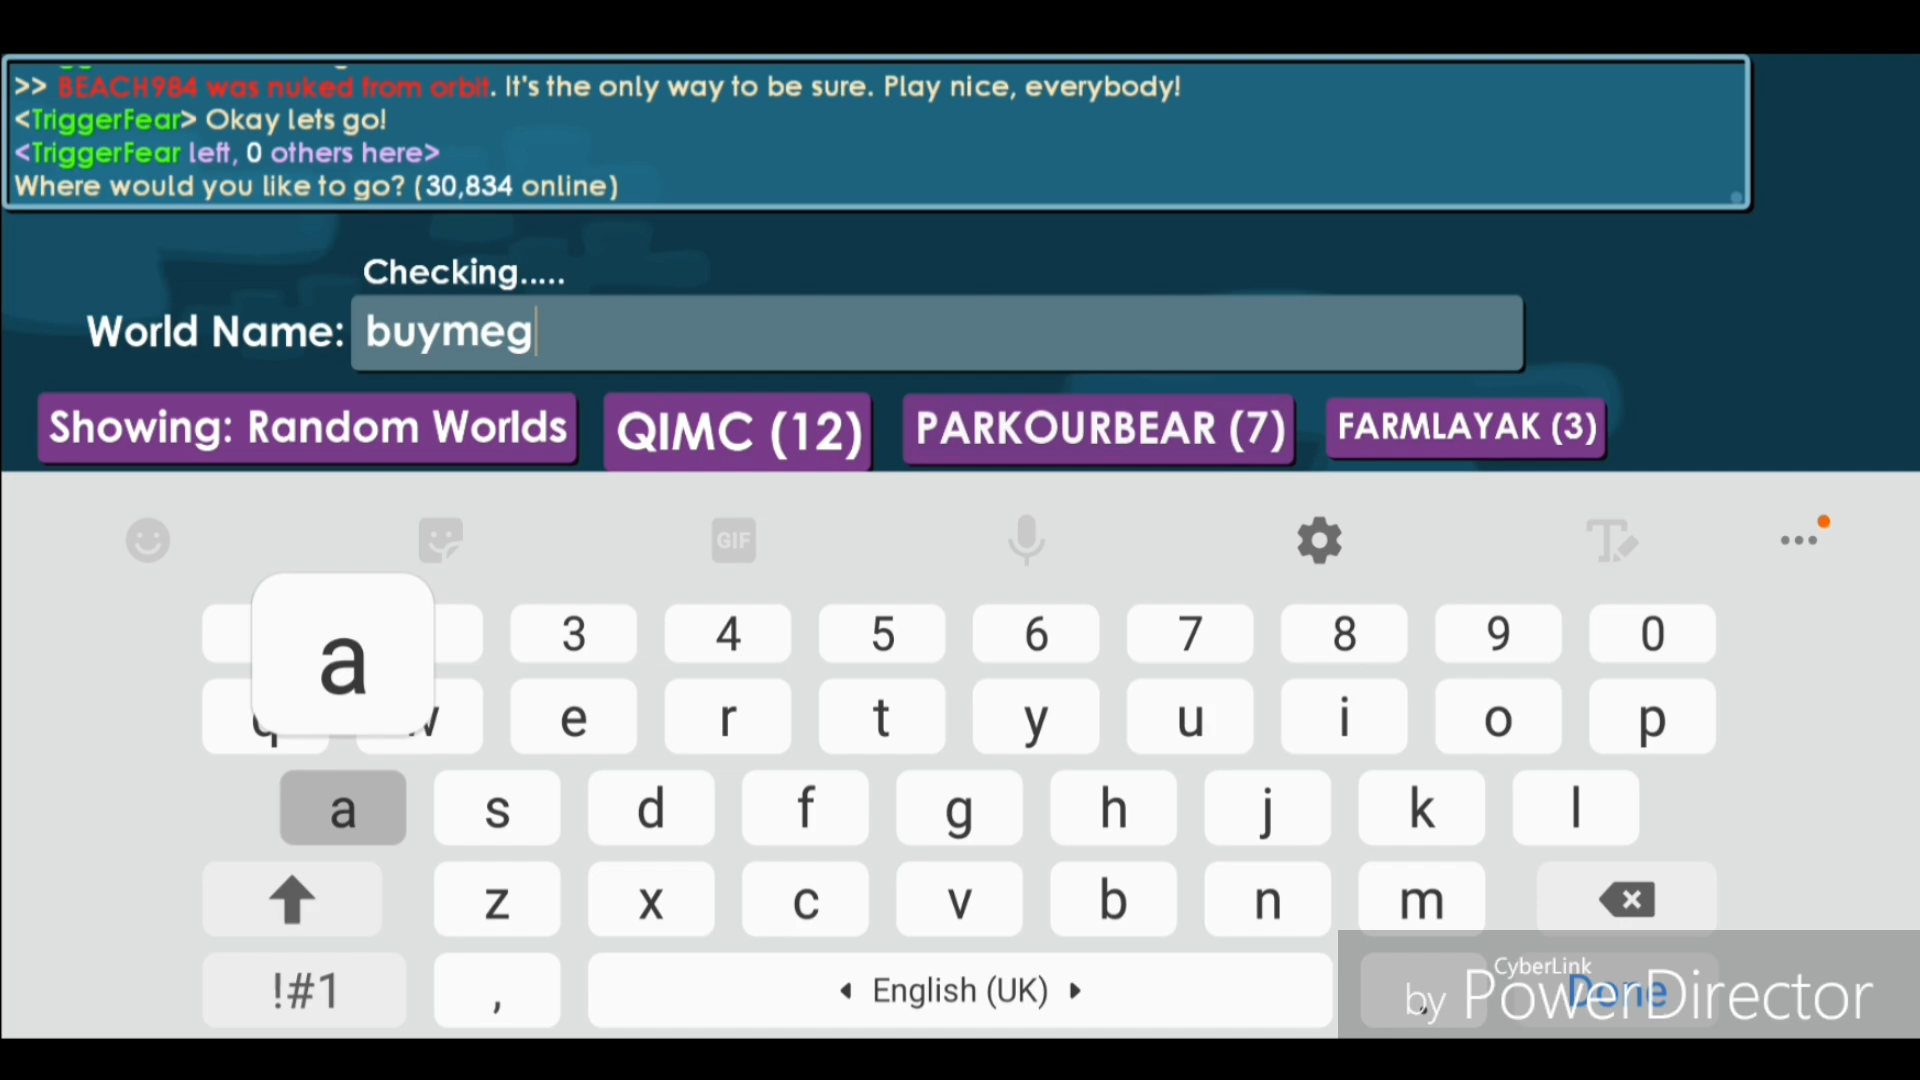 >> BEACH984 was nuked from orbit. It's the only way to be sure. Play nice, everybody!
<TriggerFear> Okay lets go!
<TriggerFear left, 0 others here>
Where would you like to go? (30,834 online)
Checking.....
World Name: buymeg
Showing: Random Worlds QIMC (12) PARKOURBEAR (7) FARMLAYAK (3)
GIF
a
3 4 5 6 7 8 9 0
q w e r t y u i o p
a s d f g h j k l
z x c v b n m
!#1 , English (UK) . Done
CyberLink
by PowerDirector